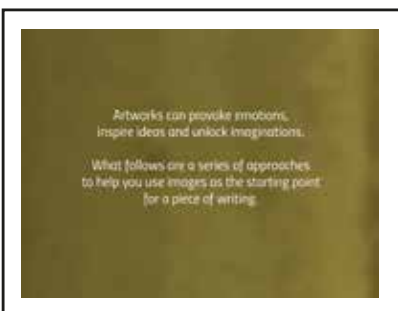 Artworks can provoke emotions,
inspire ideas and unlock imaginations.
What follows are a series of approaches
to help you use images as the starting point
for a piece of writing.